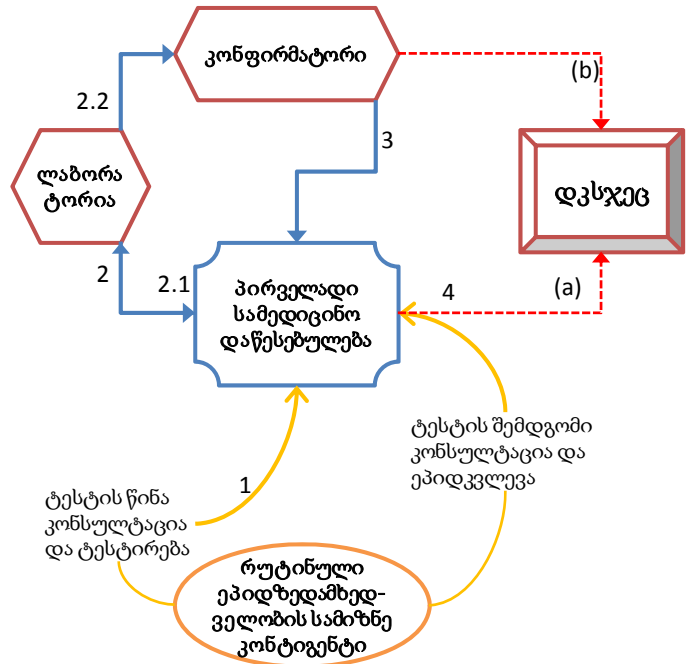 კონფირმატორი
(b)
2.2
3
ლაბორა
ტორია
დკსჯეც
2
2.1
პირველადი
სამედიცინო
დაწესებულება
4
(a)
ტესტის შემდგომი
კონსულტაცია და
ეპიდკვლევა
1
ტესტის წინა
კონსულტაცია
და ტესტირება
რუტინული
ეპიდზედამხედ-
ველობის სამიზნე
კონტიგენტი